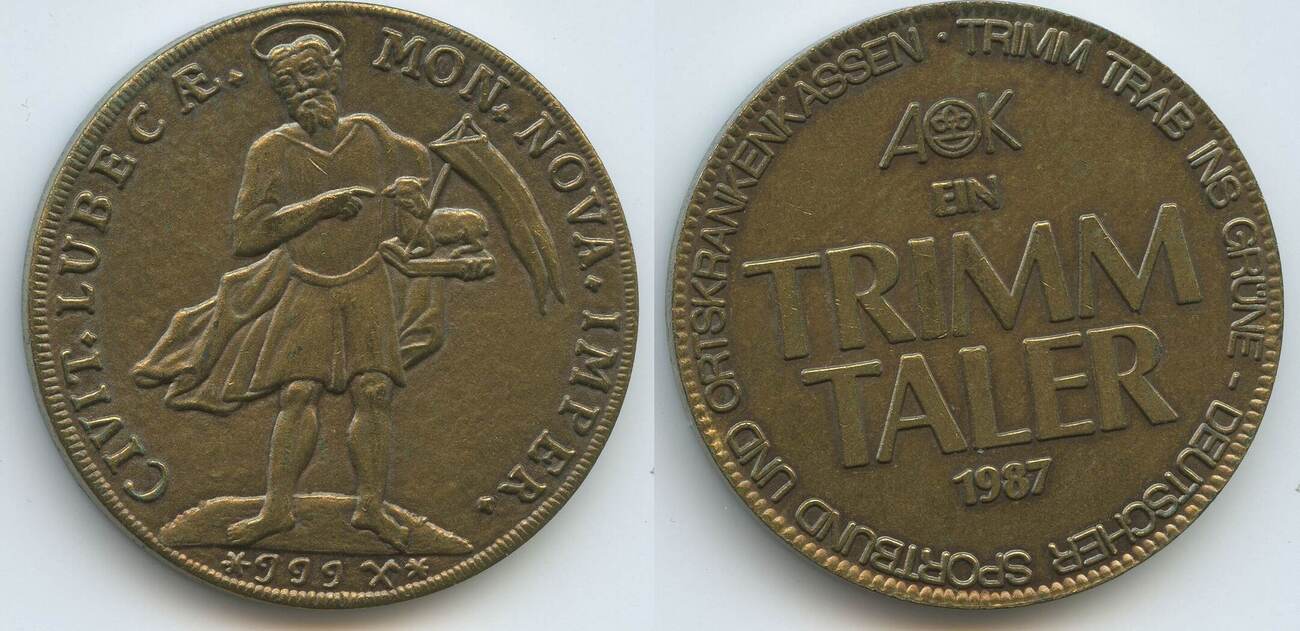 CIVIT. LUBECÆ. MON. NOVA. IMPER.
AOK
EIN
TRIMM
TALER
1987
TRIMM TRAB INS GRÜNE - DEUTSCHER SPORTBUND UND ORTSKRANKENKASSEN ·